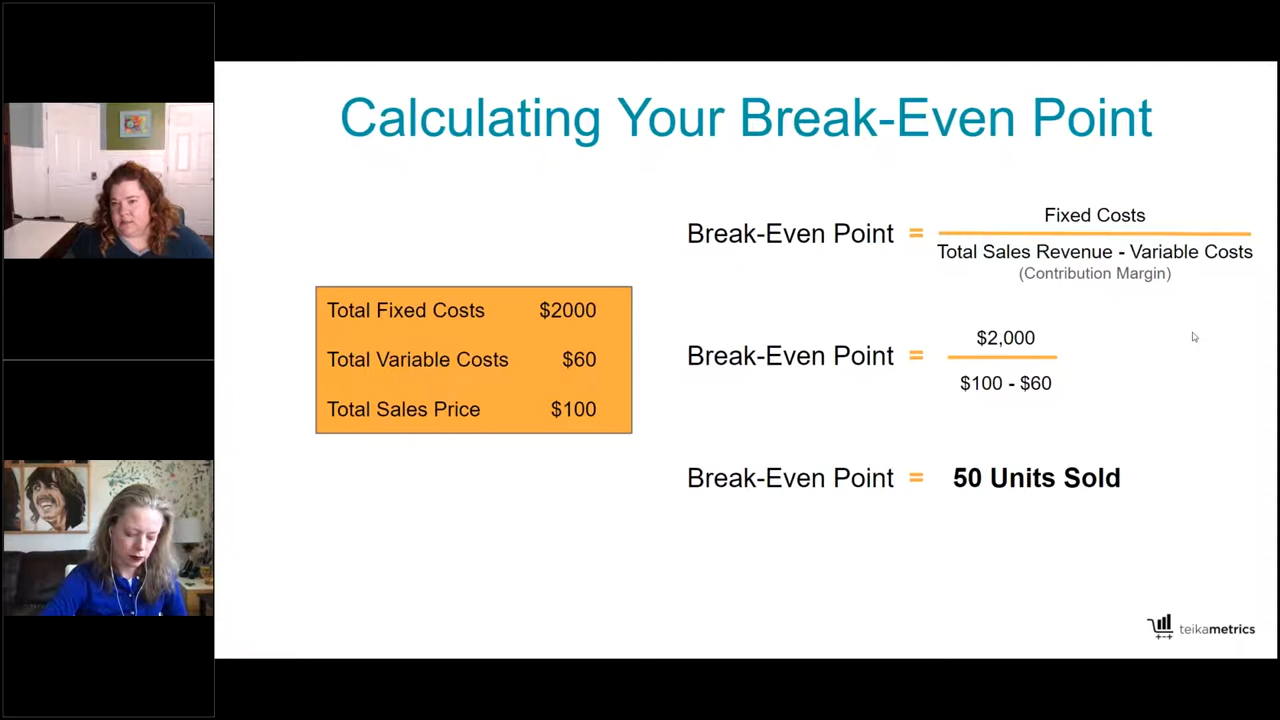 Calculating Your Break-Even Point
Total Fixed Costs $2000
Total Variable Costs $60
Total Sales Price $100
Break-Even Point = Fixed Costs
Total Sales Revenue - Variable Costs
(Contribution Margin)
Break-Even Point = $2,000
$100 - $60
Break-Even Point = 50 Units Sold
teikametrics